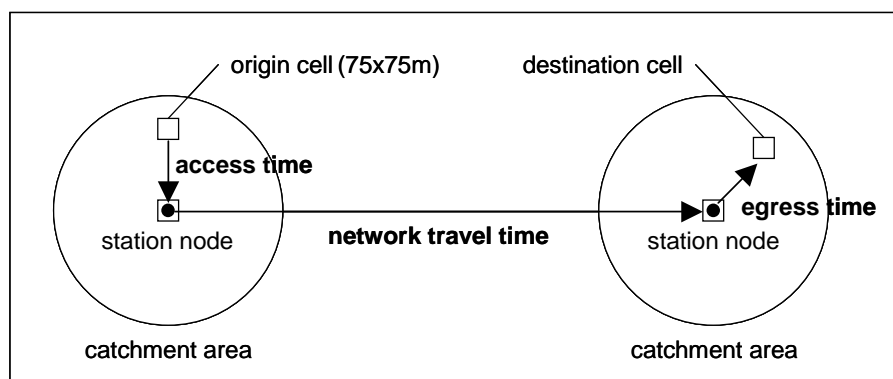 origin cell (75x75m)
destination cell
access time
egress time
station node
network travel time
station node
catchment area
catchment area